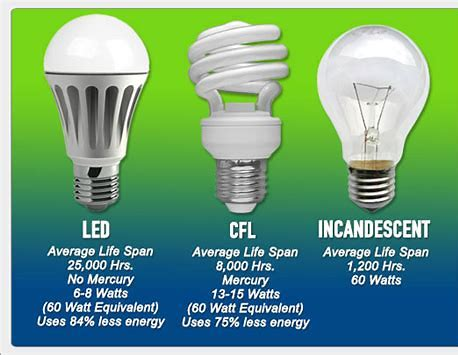 LED
Average Life Span
25,000 Hrs.
No Mercury
6-8 Watts
(60 Watt Equivalent)
Uses 84% less energy
CFL
Average Life Span
8,000 Hrs.
Mercury
13-15 Watts
(60 Watt Equivalent)
Uses 75% less energy
INCANDESCENT
Average Life Span
1,200 Hrs.
60 Watts